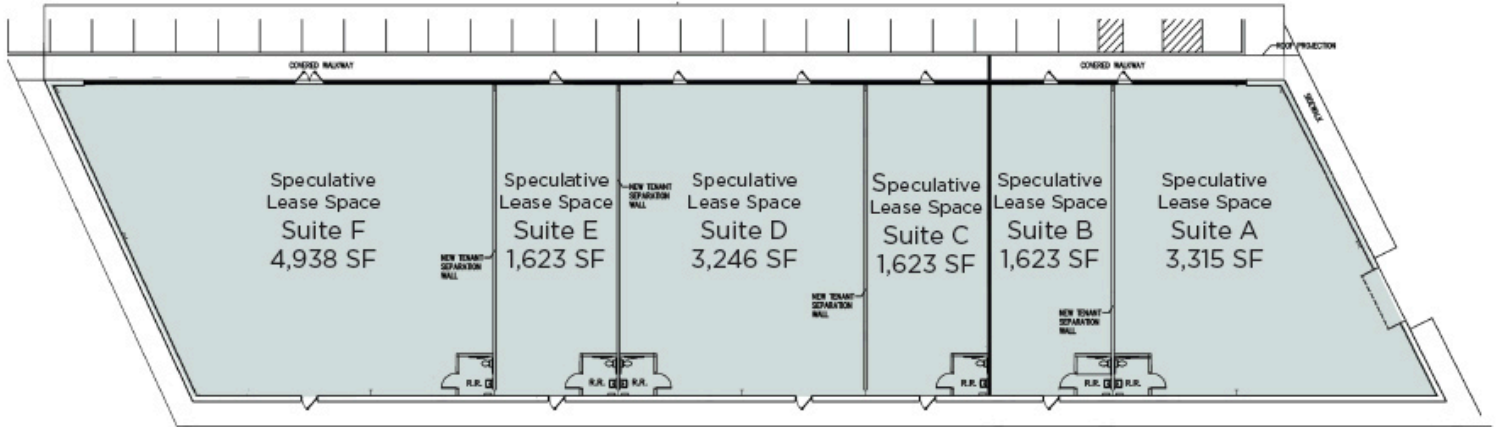 ROOF PROJECTION
COVERED WALKWAY
COVERED WALKWAY
SIDEWALK
Speculative
Lease Space
Suite F
4,938 SF
NEW TENANT
SEPARATION
WALL
Speculative
Lease Space
Suite E
1,623 SF
NEW TENANT
SEPARATION
WALL
Speculative
Lease Space
Suite D
3,246 SF
NEW TENANT
SEPARATION
WALL
Speculative
Lease Space
Suite C
1,623 SF
Speculative
Lease Space
Suite B
1,623 SF
NEW TENANT
SEPARATION
WALL
Speculative
Lease Space
Suite A
3,315 SF
R.R.
R.R.
R.R.
R.R.
R.R.
R.R.